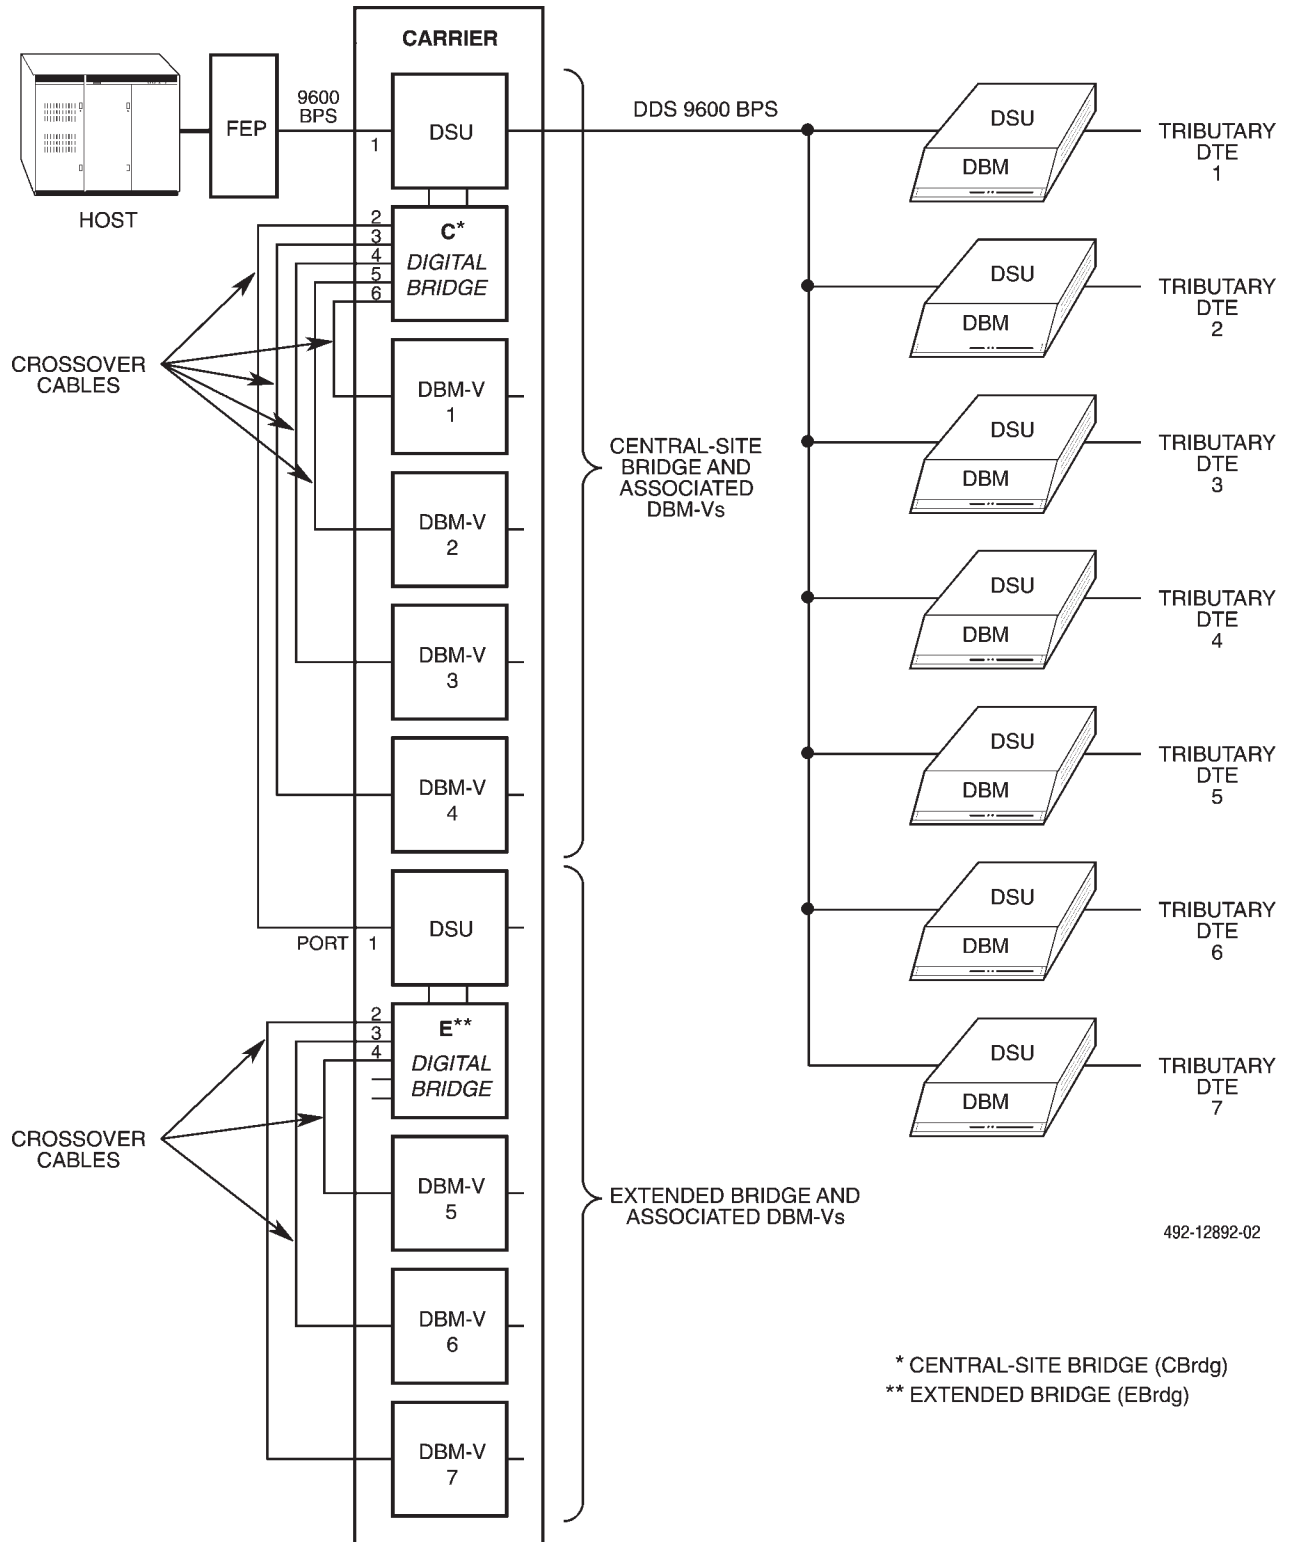 CARRIER
HOST
FEP
9600
BPS
1
DSU
DDS 9600 BPS
2
3
4
5
6
C*
DIGITAL
BRIDGE
CROSSOVER
CABLES
DBM-V
1
DBM-V
2
DBM-V
3
DBM-V
4
CENTRAL-SITE
BRIDGE AND
ASSOCIATED
DBM-Vs
PORT 1
DSU
2
3
4
E**
DIGITAL
BRIDGE
CROSSOVER
CABLES
DBM-V
5
DBM-V
6
DBM-V
7
EXTENDED BRIDGE AND
ASSOCIATED DBM-Vs
DSU
DBM
TRIBUTARY
DTE
1
DSU
DBM
TRIBUTARY
DTE
2
DSU
DBM
TRIBUTARY
DTE
3
DSU
DBM
TRIBUTARY
DTE
4
DSU
DBM
TRIBUTARY
DTE
5
DSU
DBM
TRIBUTARY
DTE
6
DSU
DBM
TRIBUTARY
DTE
7
492-12892-02
* CENTRAL-SITE BRIDGE (CBrdg)
** EXTENDED BRIDGE (EBrdg)